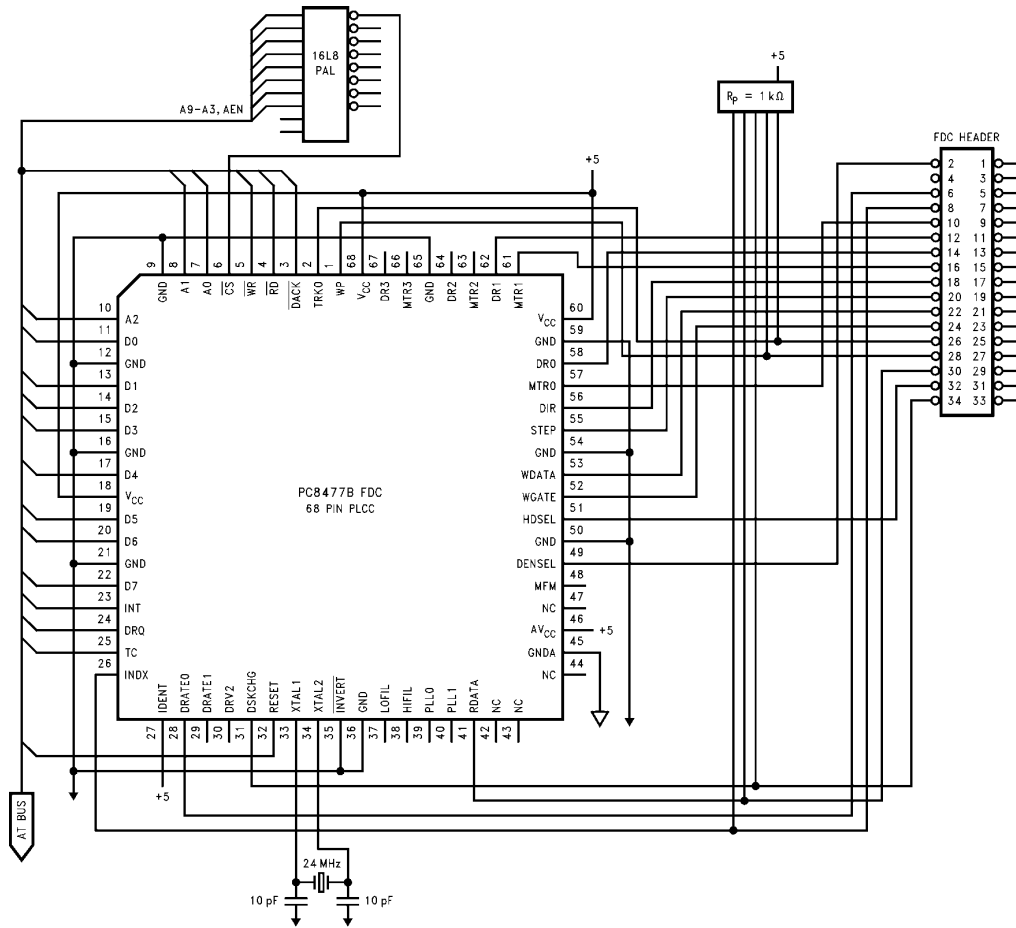 16L8
PAL
A9-A3, AEN
+5
Rp = 1 kΩ
+5
FDC HEADER
2 1
4 3
6 5
8 7
10 9
12 11
14 13
16 15
18 17
20 19
22 21
24 23
26 25
28 27
30 29
32 31
34 33
9 8 7 6 5 4 3 2 1 68 67 66 65 64 63 62 61
GND A1 A0 CS WR RD DACK TRK0 WP VCC DR3 MTR3 GND DR2 MTR2 DR1 MTR1
10 A2
11 D0
12 GND
13 D1
14 D2
15 D3
16 GND
17 D4
18 VCC
19 D5
20 D6
21 GND
22 D7
23 INT
24 DRQ
25 TC
26 INDX
PC8477B FDC
68 PIN PLCC
VCC 60
GND 59
DR0 58
MTR0 57
DIR 56
STEP 55
GND 54
WDATA 53
WGATE 52
HDSEL 51
GND 50
DENSEL 49
MFM 48
NC 47
AVCC 46 +5
GNDA 45
NC 44
IDENT DRATE0 DRATE1 DRV2 DSKCHG RESET XTAL1 XTAL2 INVERT GND LOFIL HIFIL PLL0 PLL1 RDATA NC NC
27 28 29 30 31 32 33 34 35 36 37 38 39 40 41 42 43
+5
AT BUS
24 MHz
10 pF 10 pF